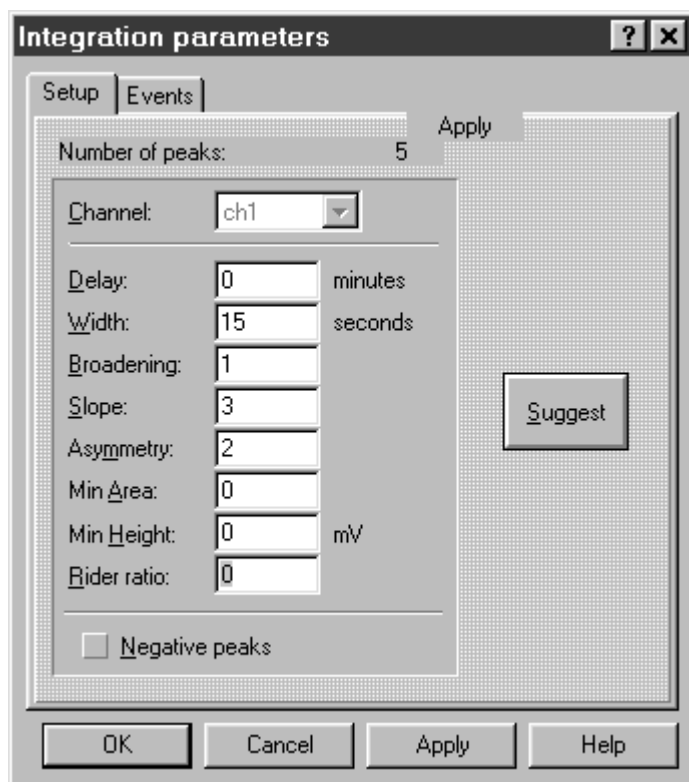 Integration parameters
Setup Events
Apply
Number of peaks: 5
Channel: ch1
Delay: 0 minutes
Width: 15 seconds
Broadening: 1
Slope: 3
Suggest
Asymmetry: 2
Min Area: 0
Min Height: 0 mV
Rider ratio: 0
Negative peaks
OK Cancel Apply Help